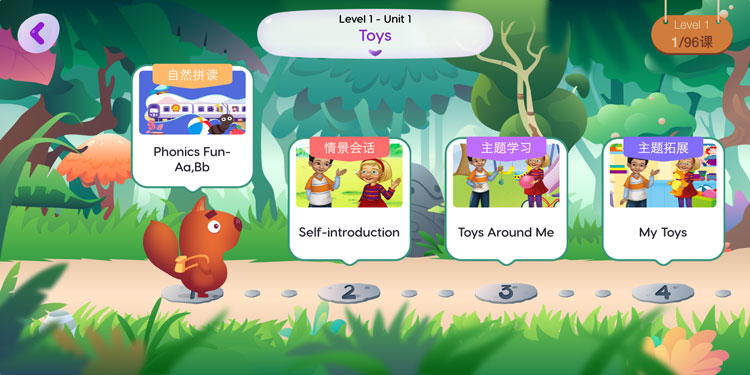 Level 1 - Unit 1
Toys
Level 1
1/96课
自然拼读
Phonics Fun-
Aa,Bb
情景会话
Self-introduction
主题学习
Toys Around Me
主题拓展
My Toys
2
3
4